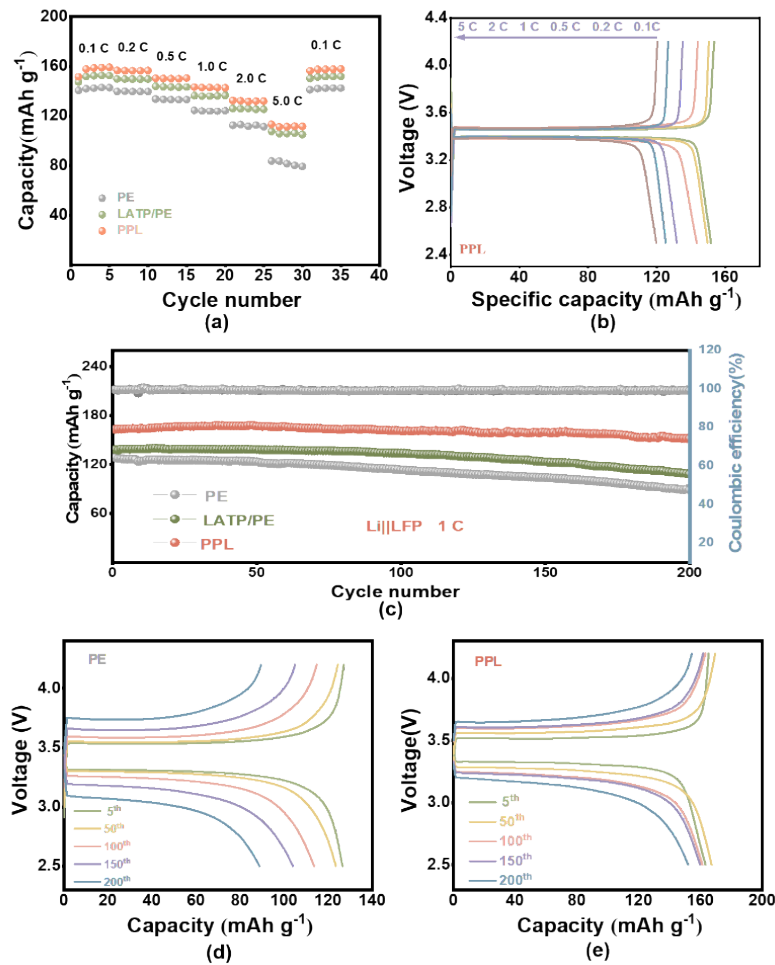 200
160
120
80
40
0.1 C
0.2 C
0.5 C
1.0 C
2.0 C
5.0 C
0.1 C
PE
LATP/PE
PPL
0 5 10 15 20 25 30 35 40
Capacity(mAh g-1)
Cycle number
(a)
4.4
4.0
3.6
3.2
2.8
2.4
5 C 2 C 1 C 0.5 C 0.2 C 0.1C
PPL
0 40 80 120 160
Voltage (V)
Specific capacity (mAh g-1)
(b)
240
180
120
60
120
100
80
60
40
20
PE
LATP/PE
PPL
Li||LFP 1 C
0 50 100 150 200
Capacity (mAh g-1)
Coulombic efficiency(%)
Cycle number
(c)
PE
4.0
3.5
3.0
2.5
5th
50th
100th
150th
200th
0 20 40 60 80 100 120 140
Voltage (V)
Capacity (mAh g-1)
(d)
PPL
4.0
3.5
3.0
2.5
5th
50th
100th
150th
200th
0 40 80 120 160 200
Voltage(V)
Capacity (mAh g-1)
(e)